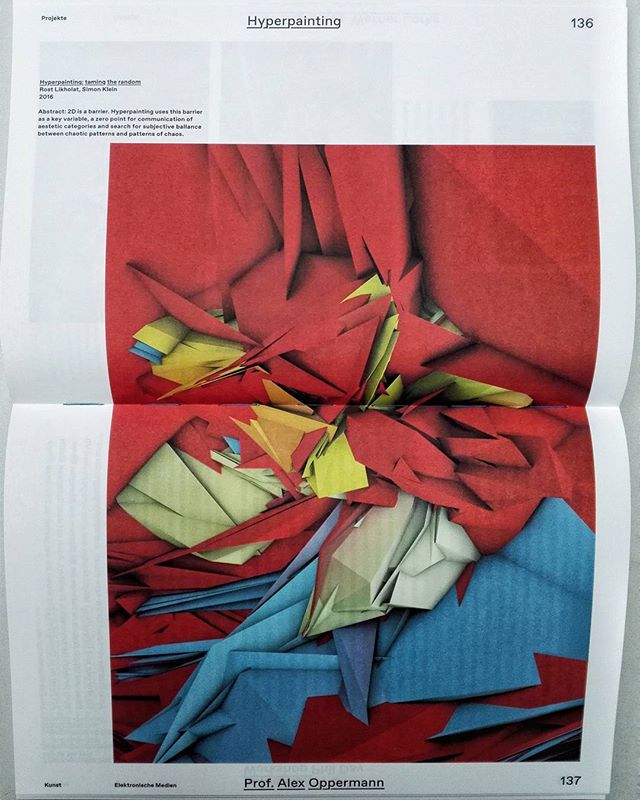 Projekte
Hyperpainting
136
Hyperpainting: taming the random
Rost Likholat, Simon Klein
2016
Abstract: 2D is a barrier. Hyperpainting uses this barrier
as a key variable, a zero point for communication of
aestetic categories and search for subjective ballance
between chaotic patterns and patterns of chaos.
Kunst
Elektronische Medien
Prof. Alex Oppermann
137